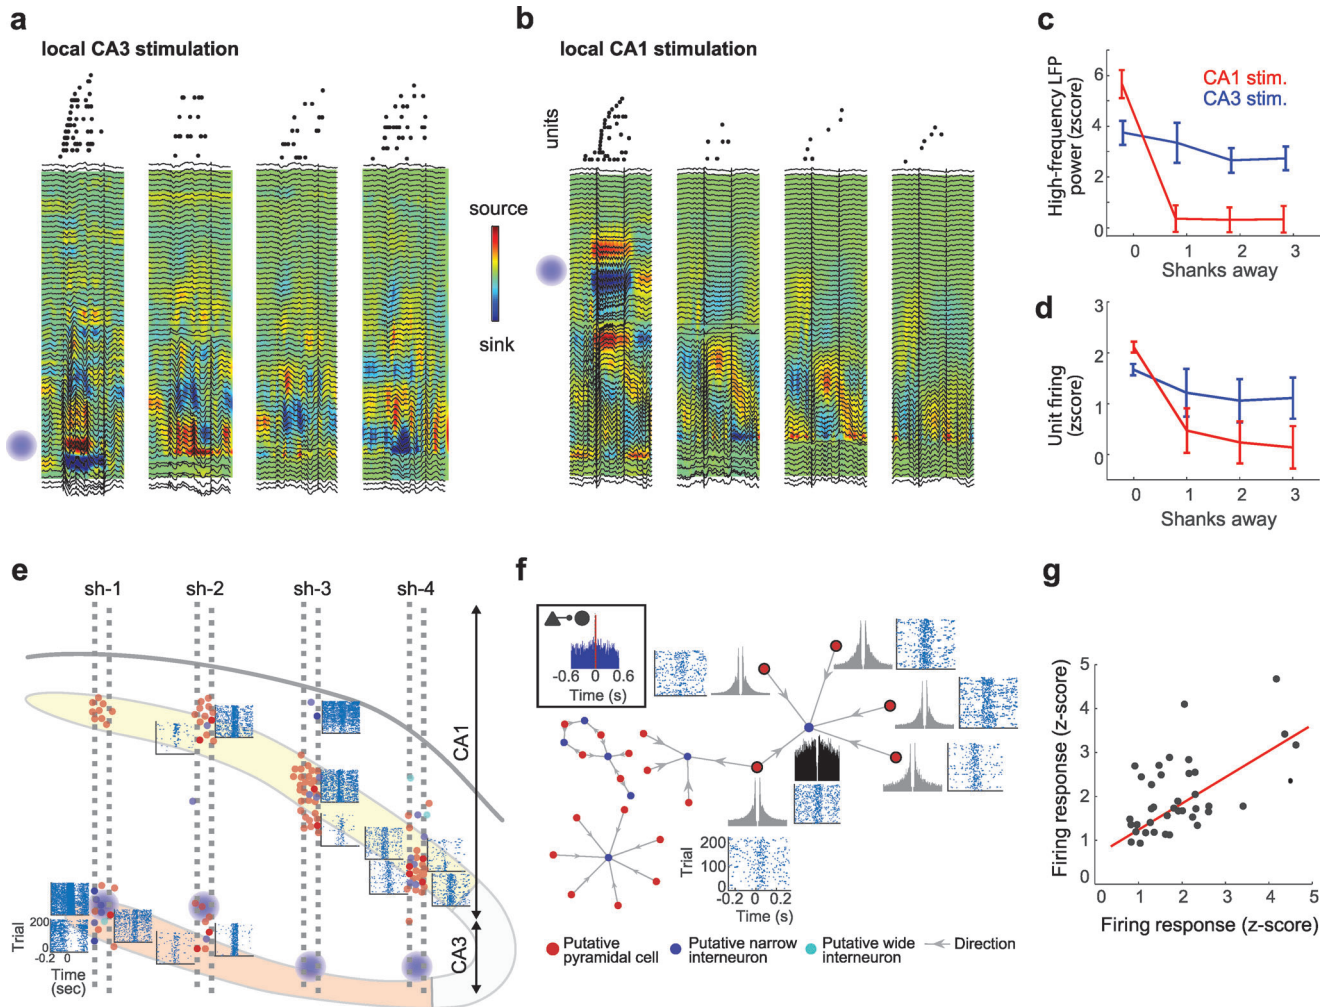 a
local CA3 stimulation
source
sink
b
local CA1 stimulation
units
c
High-frequency LFP
power (zscore)
6
4
2
0
CA1 stim.
CA3 stim.
0 1 2 3
Shanks away
d
Unit firing
(zscore)
3
2
1
0
0 1 2 3
Shanks away
e
sh-1 sh-2 sh-3 sh-4
CA1
CA3
Trial
200
0
-0.2 0
Time
(sec)
f
-0.6 0 0.6
Time (s)
Trial
200
100
0
-0.2 0 0.2
Time (s)
Putative
pyramidal cell
Putative narrow
interneuron
Putative wide
interneuron
Direction
g
Firing response (z-score)
5
4
3
2
1
0
0 1 2 3 4 5
Firing response (z-score)